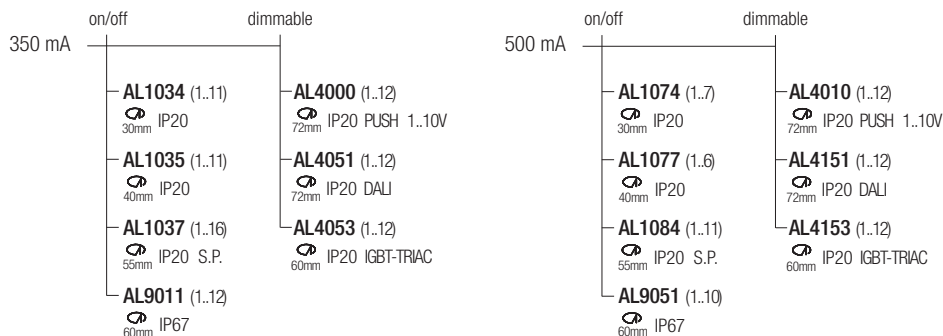 on/off dimmable
350 mA
AL1034 (1..11)
30mm IP20
AL1035 (1..11)
40mm IP20
AL1037 (1..16)
55mm IP20 S.P.
AL9011 (1..12)
60mm IP67
AL4000 (1..12)
72mm IP20 PUSH 1..10V
AL4051 (1..12)
72mm IP20 DALI
AL4053 (1..12)
60mm IP20 IGBT-TRIAC
on/off dimmable
500 mA
AL1074 (1..7)
30mm IP20
AL1077 (1..6)
40mm IP20
AL1084 (1..11)
55mm IP20 S.P.
AL9051 (1..10)
60mm IP67
AL4010 (1..12)
72mm IP20 PUSH 1..10V
AL4151 (1..12)
72mm IP20 DALI
AL4153 (1..12)
60mm IP20 IGBT-TRIAC